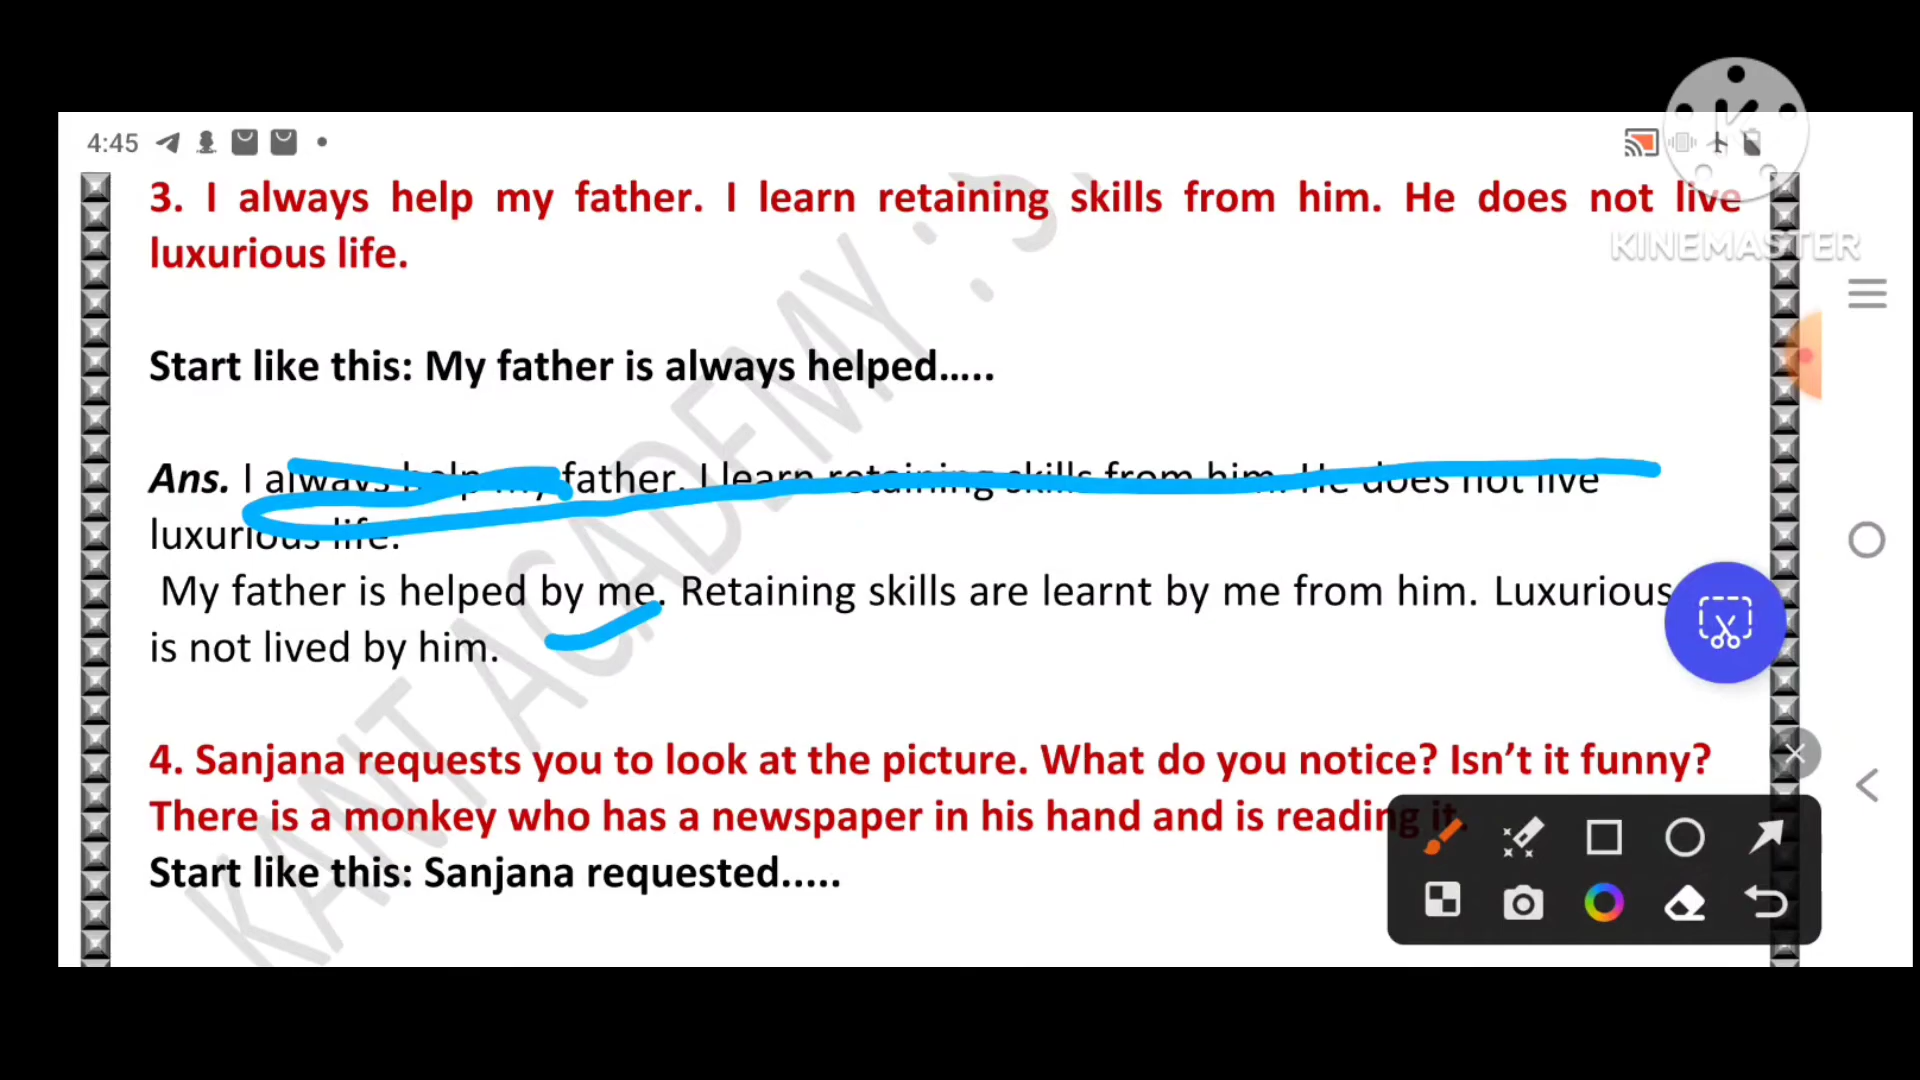 4:45
KINEMASTER
3. I always help my father. I learn retaining skills from him. He does not live
luxurious life.
Start like this: My father is always helped.....
Ans. I always help my father. I learn retaining skills from him. He does not live
luxurious life.
My father is helped by me. Retaining skills are learnt by me from him. Luxurious
is not lived by him.
4. Sanjana requests you to look at the picture. What do you notice? Isn’t it funny?
There is a monkey who has a newspaper in his hand and is reading it.
Start like this: Sanjana requested.....
KANT ACADEMY :